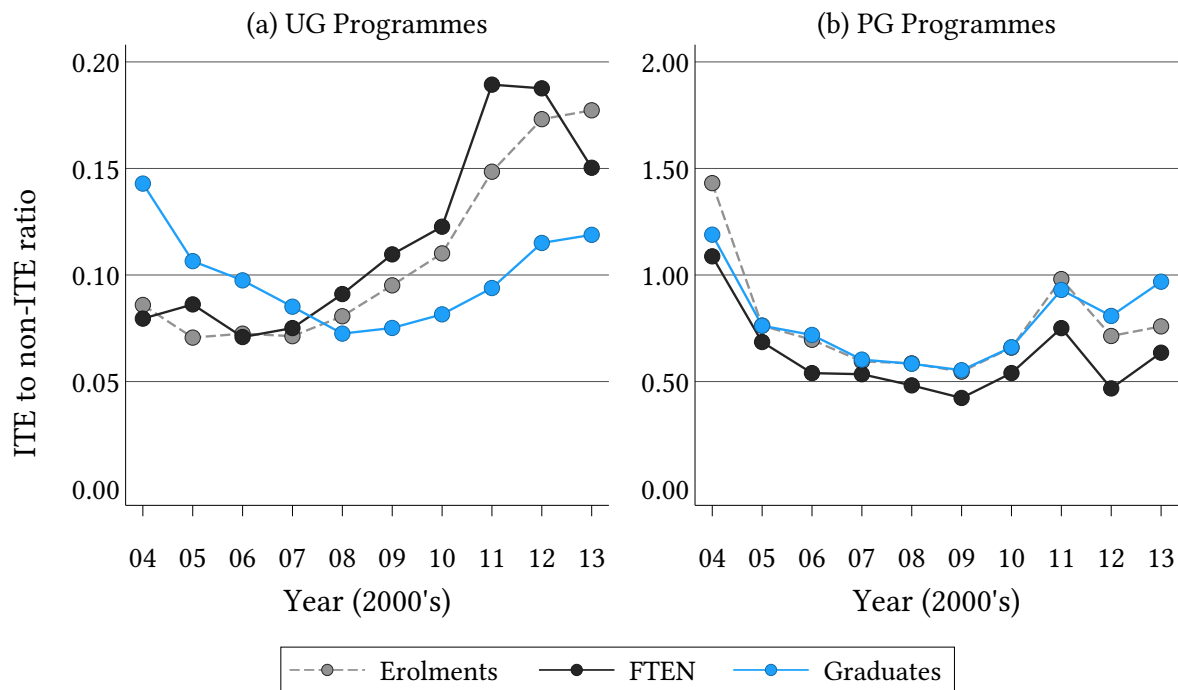 (a) UG Programmes
(b) PG Programmes
ITE to non-ITE ratio
0.20
0.15
0.10
0.05
0.00
04 05 06 07 08 09 10 11 12 13
Year (2000's)
2.00
1.50
1.00
0.50
0.00
04 05 06 07 08 09 10 11 12 13
Year (2000's)
Erolments FTEN Graduates